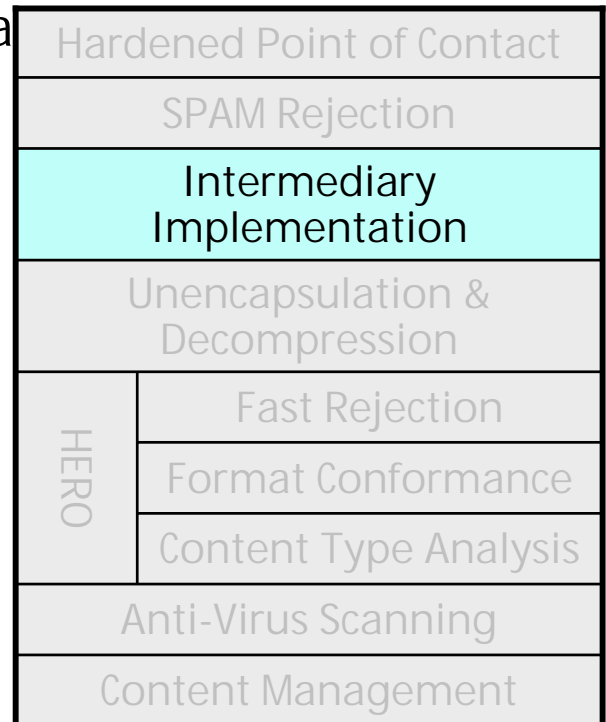 a
Hardened Point of Contact
SPAM Rejection
Intermediary
Implementation
Unencapsulation &
Decompression
HERO
Fast Rejection
Format Conformance
Content Type Analysis
Anti-Virus Scanning
Content Management